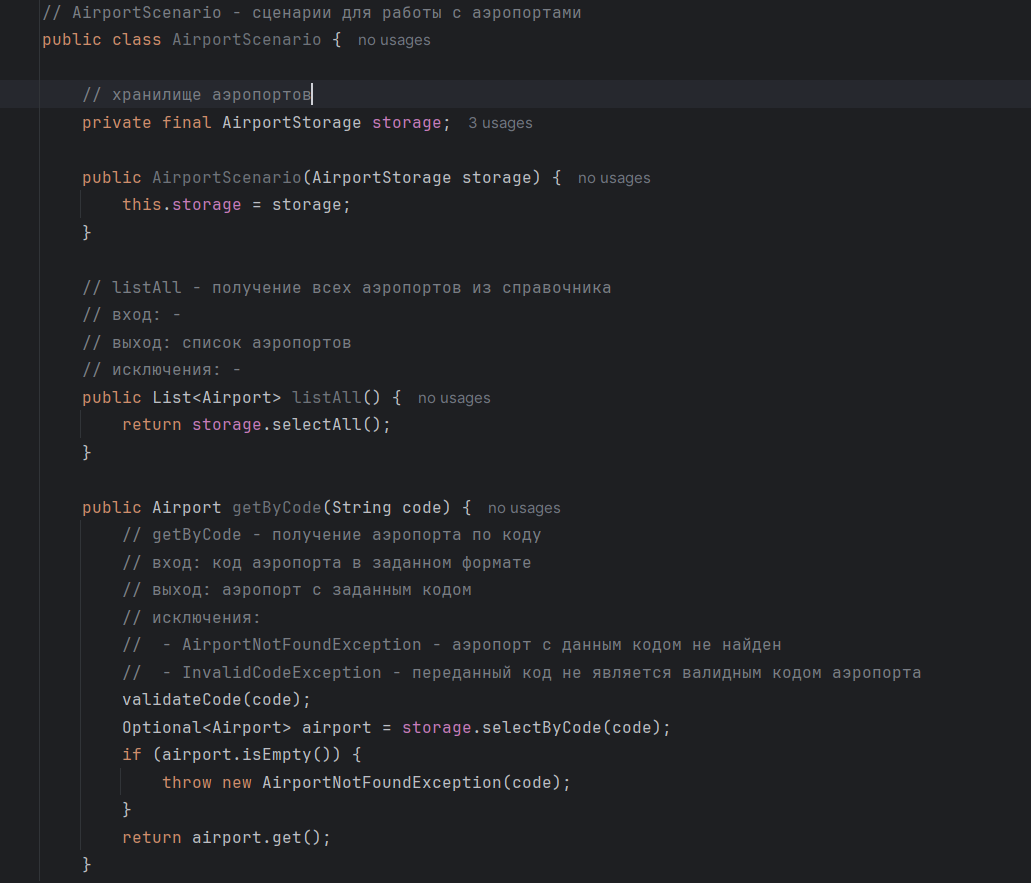 // AirportScenario - сценарии для работы с аэропортами
public class AirportScenario {  no usages
// хранилище аэропортов
private final AirportStorage storage;  3 usages
public AirportScenario(AirportStorage storage) {  no usages
this.storage = storage;
}
// listAll - получение всех аэропортов из справочника
// вход: -
// выход: список аэропортов
// исключения: -
public List<Airport> listAll() {  no usages
return storage.selectAll();
}
public Airport getByCode(String code) {  no usages
// getByCode - получение аэропорта по коду
// вход: код аэропорта в заданном формате
// выход: аэропорт с заданным кодом
// исключения:
//  - AirportNotFoundException - аэропорт с данным кодом не найден
//  - InvalidCodeException - переданный код не является валидным кодом аэропорта
validateCode(code);
Optional<Airport> airport = storage.selectByCode(code);
if (airport.isEmpty()) {
throw new AirportNotFoundException(code);
}
return airport.get();
}